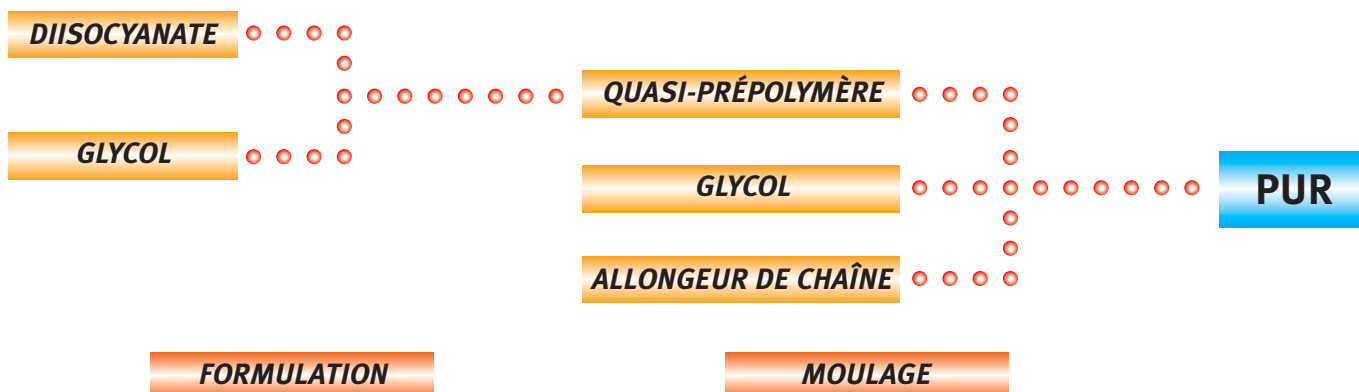 DIISOCYANATE
GLYCOL
QUASI-PRÉPOLYMÈRE
GLYCOL
ALLONGEUR DE CHAÎNE
PUR
FORMULATION
MOULAGE